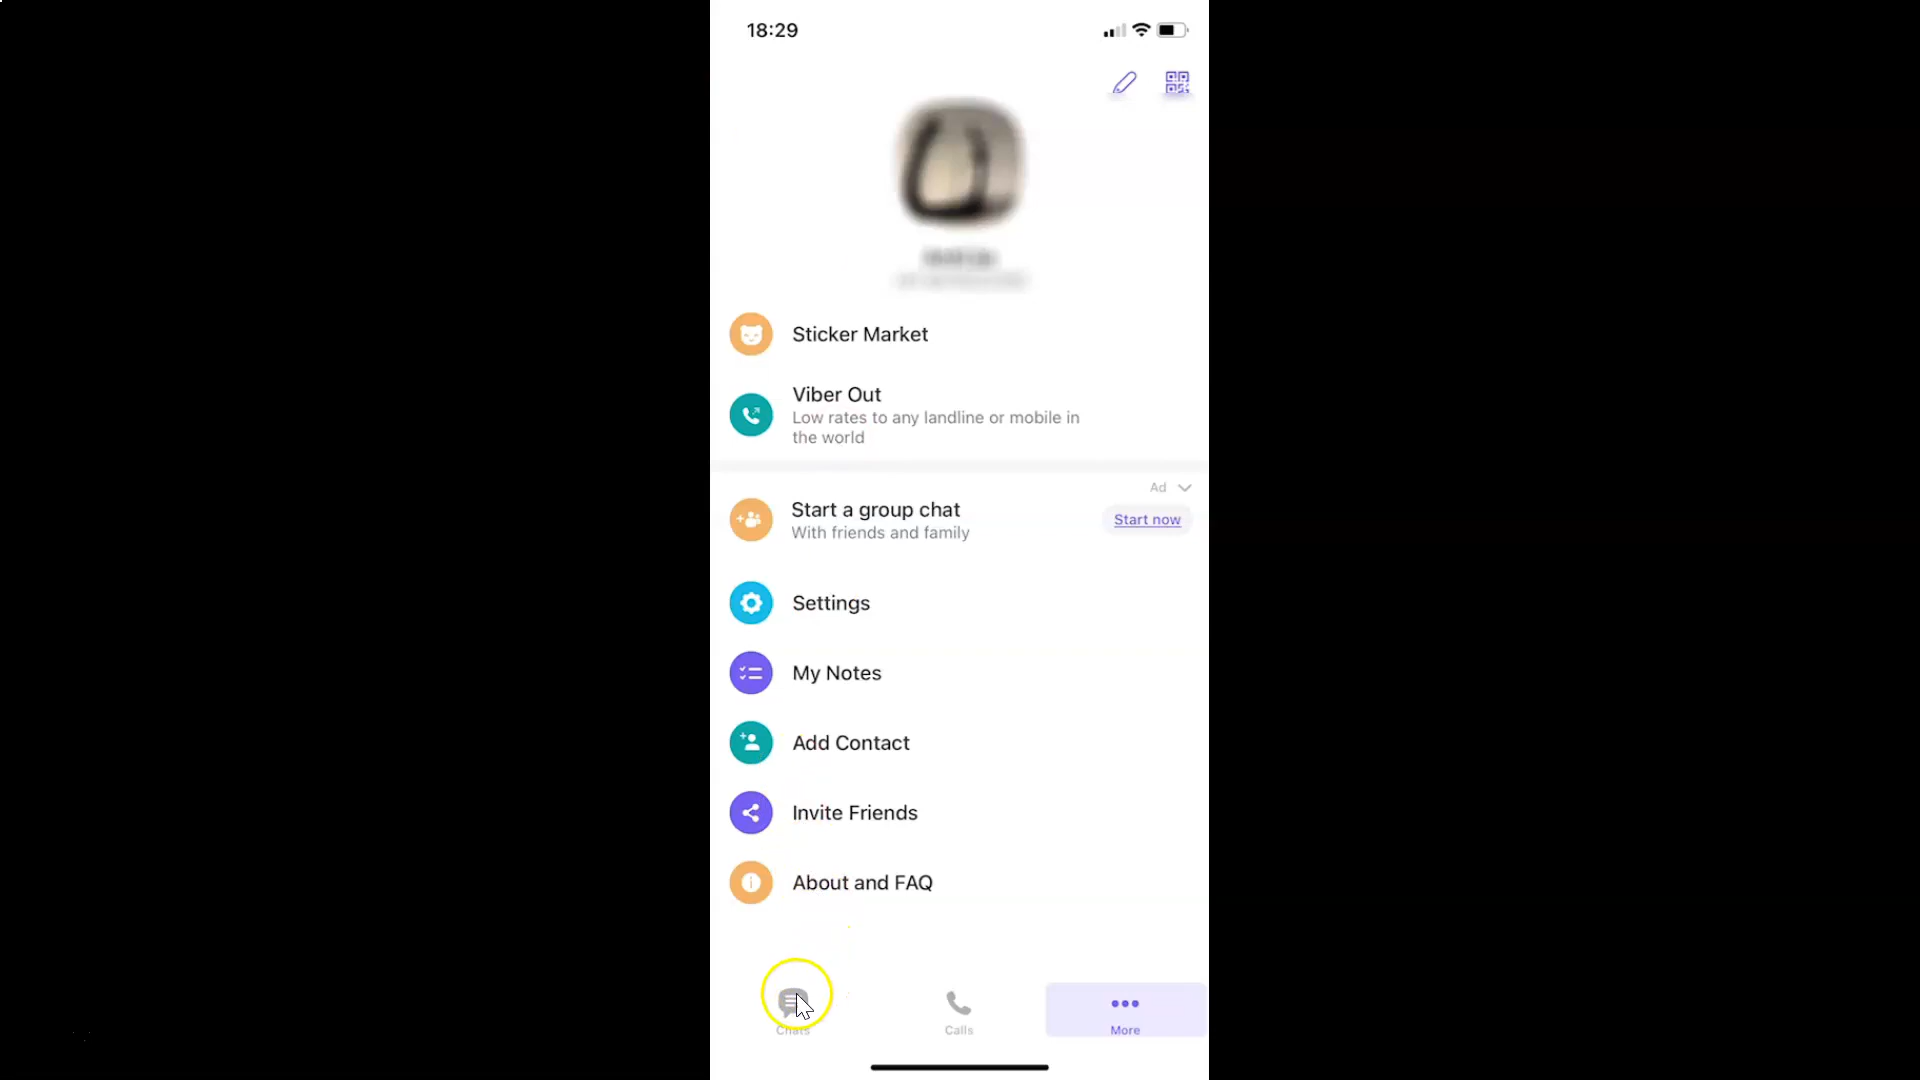 18:29
Sticker Market
Viber Out
Low rates to any landline or mobile in
the world
Ad
Start a group chat
With friends and family
Start now
Settings
My Notes
Add Contact
Invite Friends
About and FAQ
Chats
Calls
More